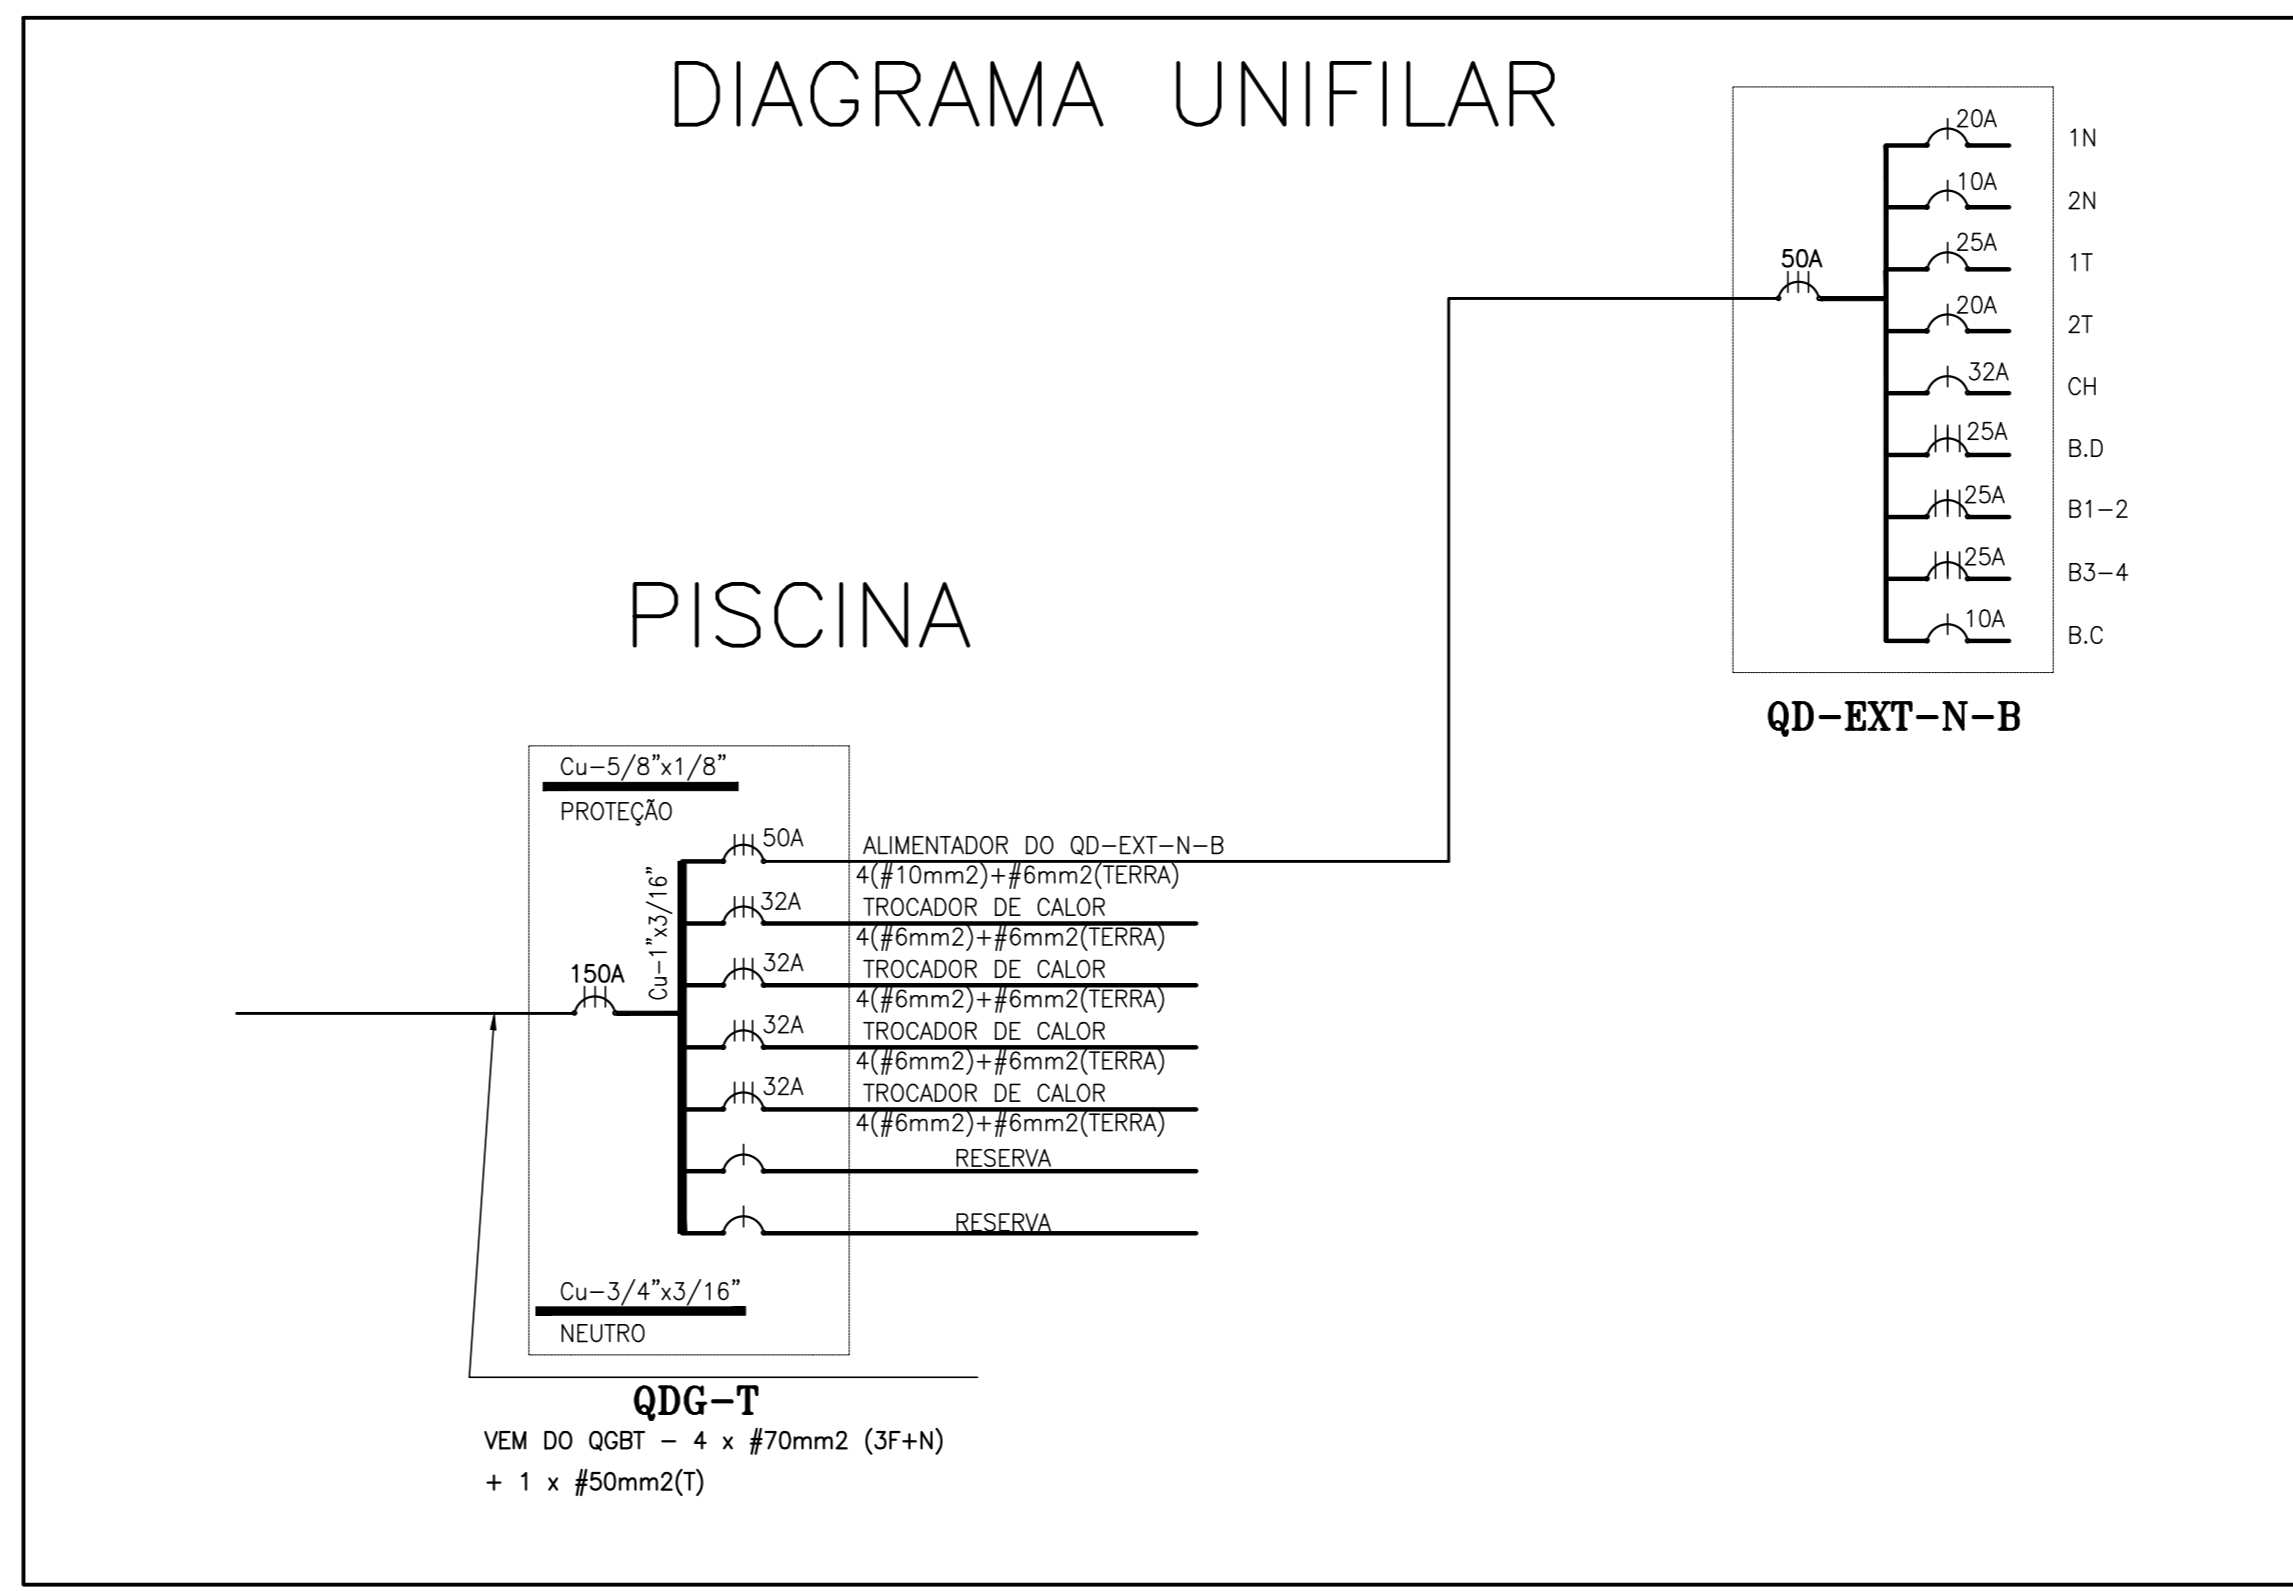 DIAGRAMA UNIFILAR
20A 1N
10A 2N
25A 1T
50A
20A 2T
32A CH
25A B.D
25A B1-2
25A B3-4
10A B.C
QD-EXT-N-B
PISCINA
Cu-5/8"x1/8"
PROTEÇÃO
Cu-1"x3/16"
150A
50A ALIMENTADOR DO QD-EXT-N-B
4(#10mm2)+#6mm2(TERRA)
32A TROCADOR DE CALOR
4(#6mm2)+#6mm2(TERRA)
32A TROCADOR DE CALOR
4(#6mm2)+#6mm2(TERRA)
32A TROCADOR DE CALOR
4(#6mm2)+#6mm2(TERRA)
32A TROCADOR DE CALOR
4(#6mm2)+#6mm2(TERRA)
RESERVA
RESERVA
Cu-3/4"x3/16"
NEUTRO
QDG-T
VEM DO QGBT - 4 x #70mm2 (3F+N)
+ 1 x #50mm2(T)